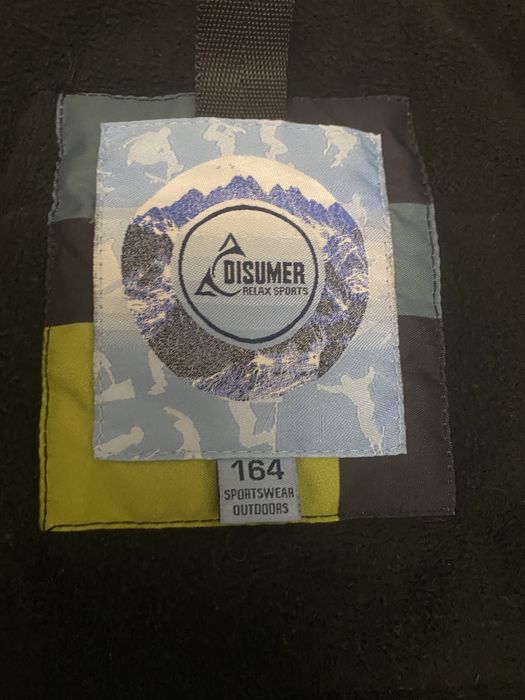 DISUMER
RELAX SPORTS
164
SPORTSWEAR
OUTDOORS